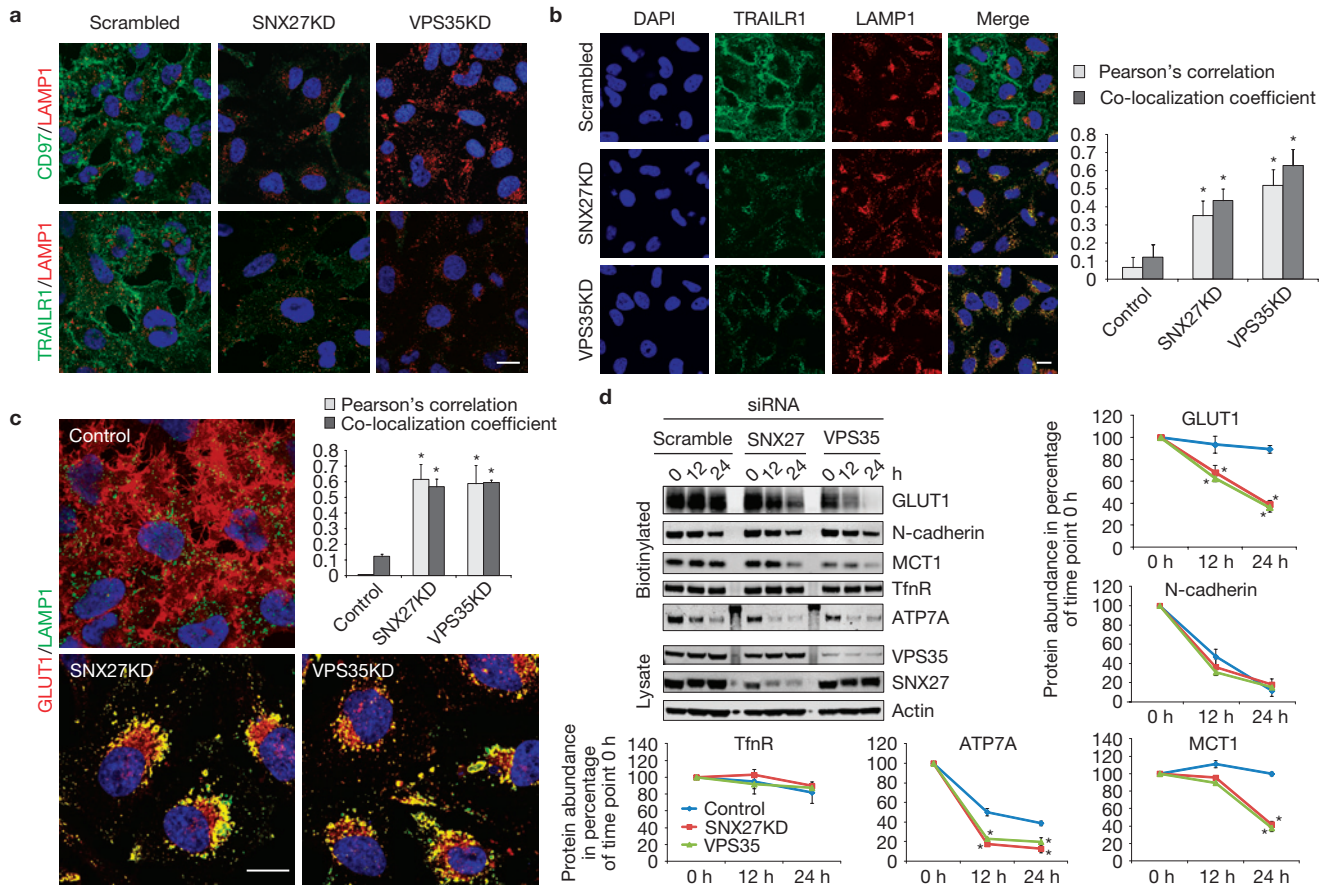 a
Scrambled SNX27KD VPS35KD
CD97/LAMP1
TRAILR1/LAMP1
b
DAPI TRAILR1 LAMP1 Merge
Scrambled
SNX27KD
VPS35KD
Pearson's correlation
Co-localization coefficient
0.8
0.7
0.6
0.5
0.4
0.3
0.2
0.1
0
* * * *
Control SNX27KD VPS35KD
c
GLUT1/LAMP1
Control
SNX27KD
VPS35KD
Pearson's correlation
Co-localization coefficient
0.8
0.7
0.6
0.5
0.4
0.3
0.2
0.1
0
* * * *
Control SNX27KD VPS35KD
d
siRNA
Scramble SNX27 VPS35
0 12 24 0 12 24 0 12 24 h
Biotinylated
GLUT1
N-cadherin
MCT1
TfnR
ATP7A
Lysate
VPS35
SNX27
Actin
Protein abundance in percentage
of time point 0 h
GLUT1
120
100
80
60
40
20
0
* * * *
0 h 12 h 24 h
N-cadherin
120
100
80
60
40
20
0
0 h 12 h 24 h
Protein abundance
in percentage
of time point 0 h
TfnR
140
120
100
80
60
40
20
0
Control
SNX27KD
VPS35
0 h 12 h 24 h
ATP7A
120
100
80
60
40
20
0
* * * *
0 h 12 h 24 h
MCT1
140
120
100
80
60
40
20
0
* *
0 h 12 h 24 h